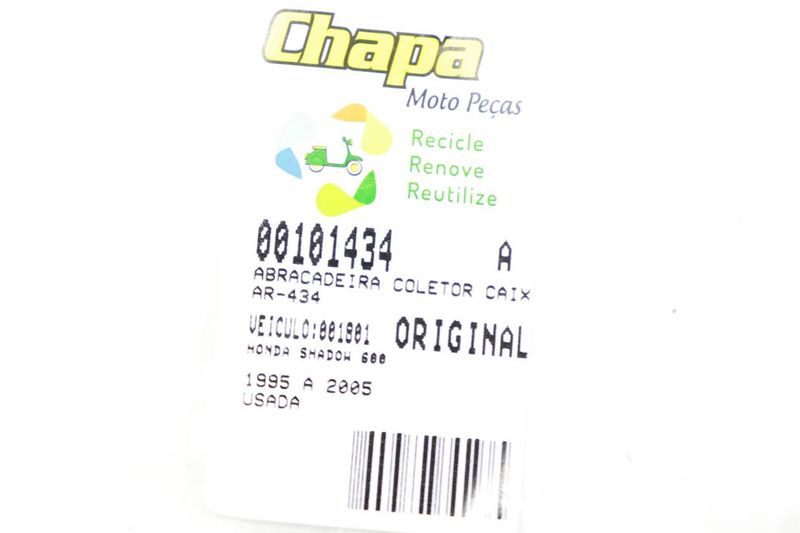 Chapa
Moto Peças
Recicle
Renove
Reutilize
00101434 A
ABRACADEIRA COLETOR CAIX
AR-434
VEICULO:001801 ORIGINAL
HONDA SHADOW 600
1995 A 2005
USADA